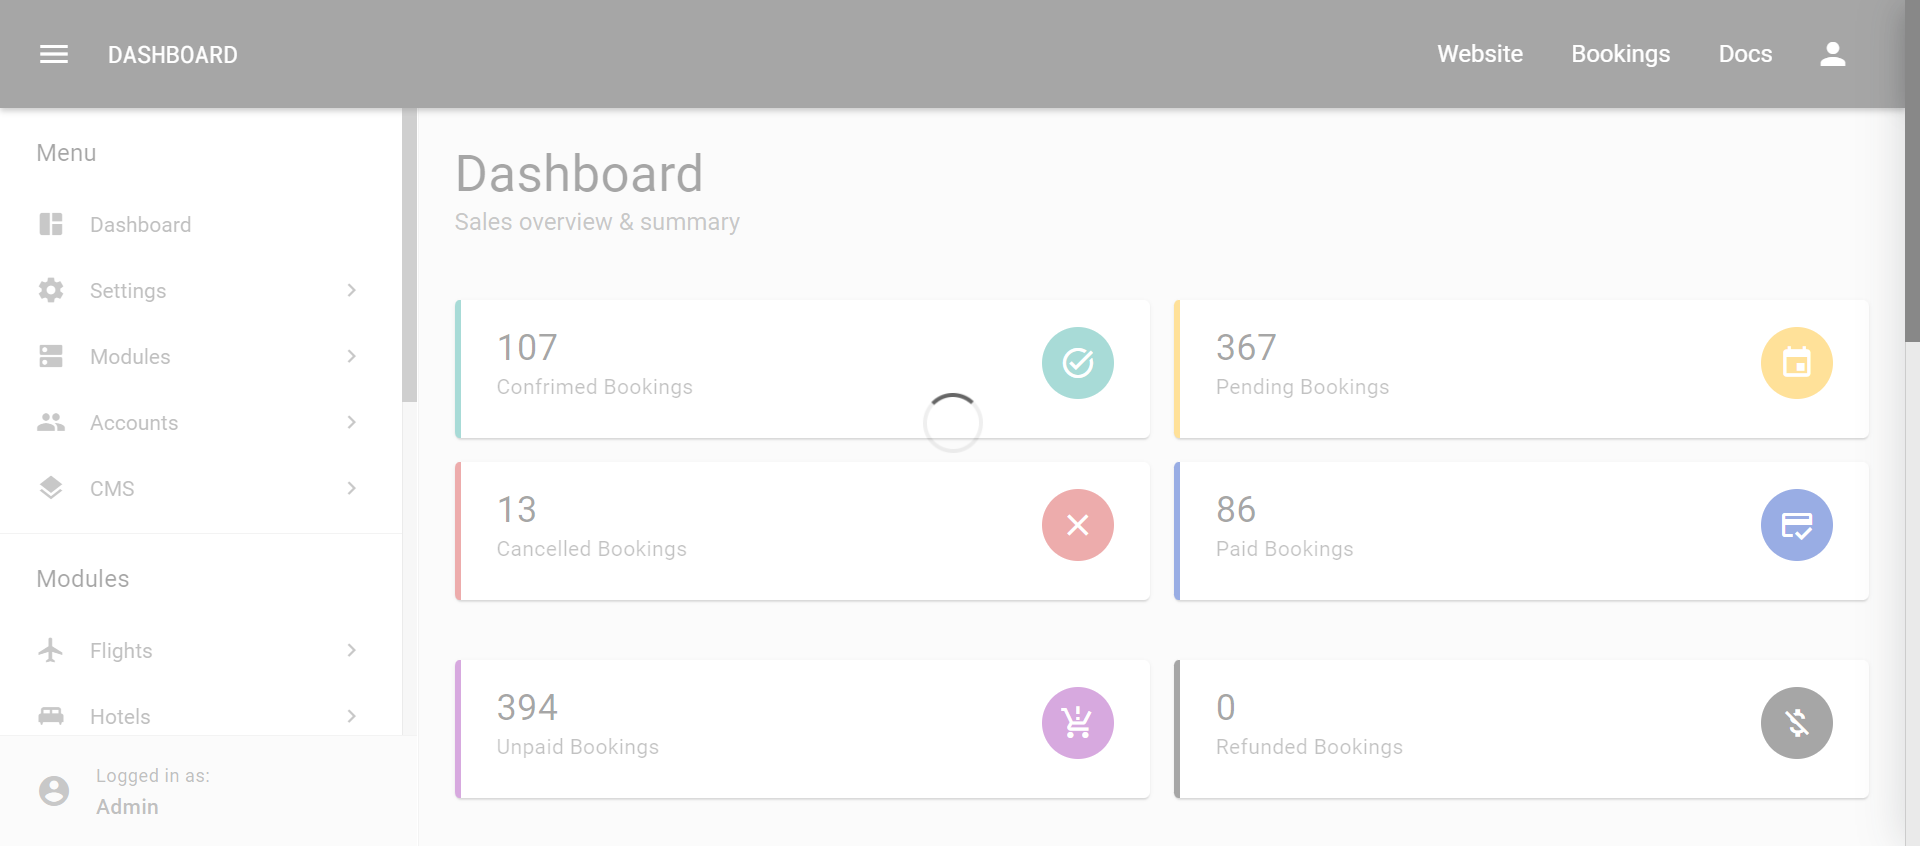 DASHBOARD
Website
Bookings
Docs
Menu
Dashboard
Settings
Modules
Accounts
CMS
Modules
Flights
Hotels
Logged in as:
Admin
Dashboard
Sales overview & summary
107
Confrimed Bookings
367
Pending Bookings
13
Cancelled Bookings
86
Paid Bookings
394
Unpaid Bookings
0
Refunded Bookings